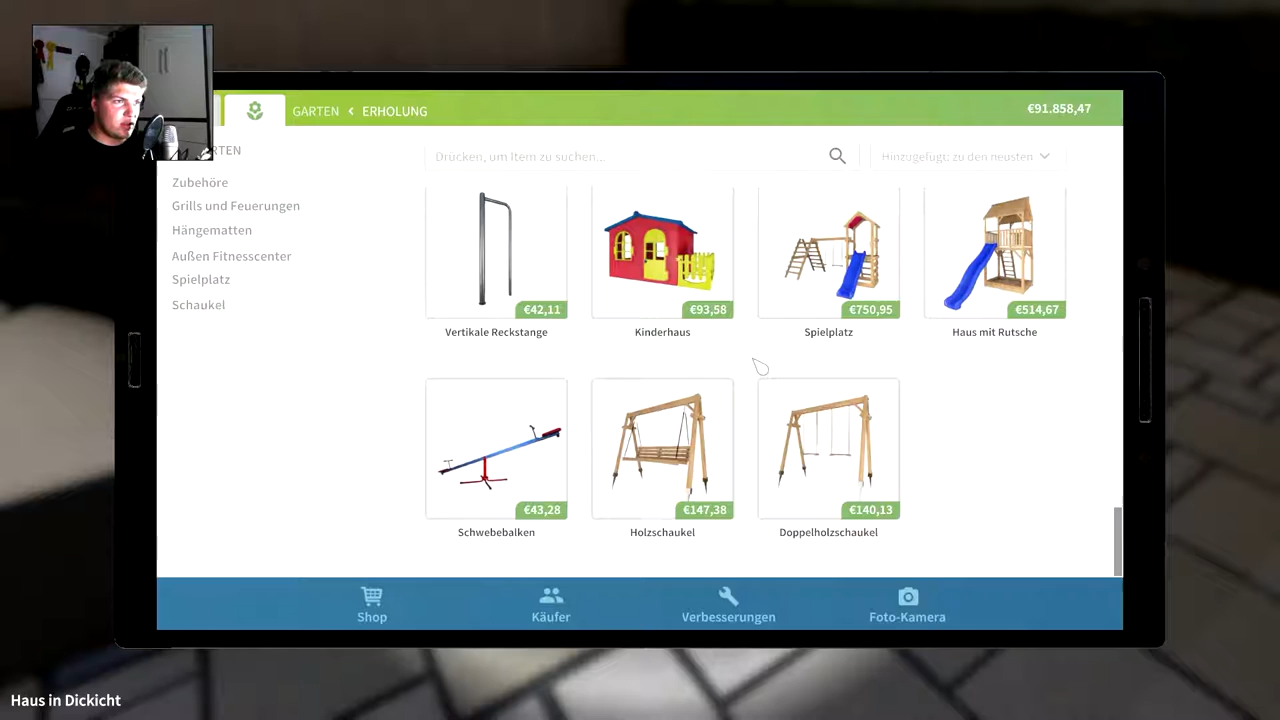 GARTEN < ERHOLUNG
€91.858,47
RTEN
Drücken, um Item zu suchen...
Hinzugefügt: zu den neusten
Zubehöre
Grills und Feuerungen
Hängematten
Außen Fitnesscenter
Spielplatz
Schaukel
€42,11
€93,58
€750,95
€514,67
Vertikale Reckstange
Kinderhaus
Spielplatz
Haus mit Rutsche
€43,28
€147,38
€140,13
Schwebebalken
Holzschaukel
Doppelholzschaukel
Shop
Käufer
Verbesserungen
Foto-Kamera
Haus in Dickicht